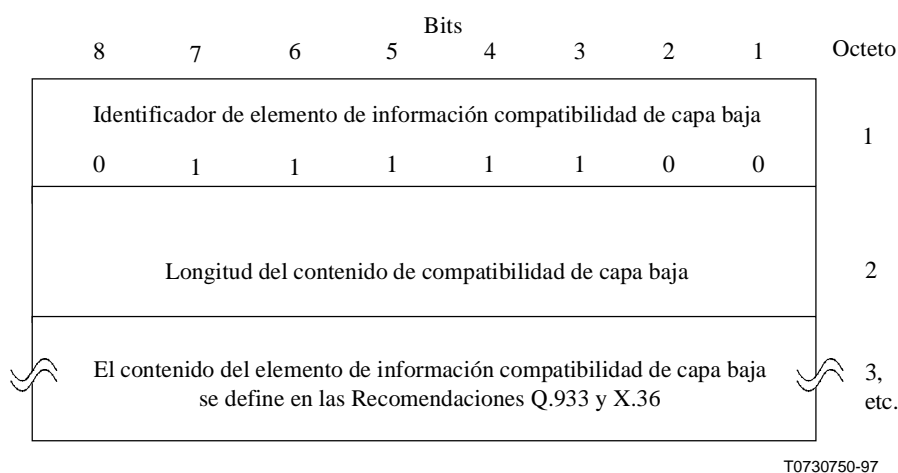 Bits
8 7 6 5 4 3 2 1 Octeto
Identificador de elemento de información compatibilidad de capa baja
1
0 1 1 1 1 1 0 0
Longitud del contenido de compatibilidad de capa baja 2
El contenido del elemento de información compatibilidad de capa baja 3,
se define en las Recomendaciones Q.933 y X.36 etc.
T0730750-97